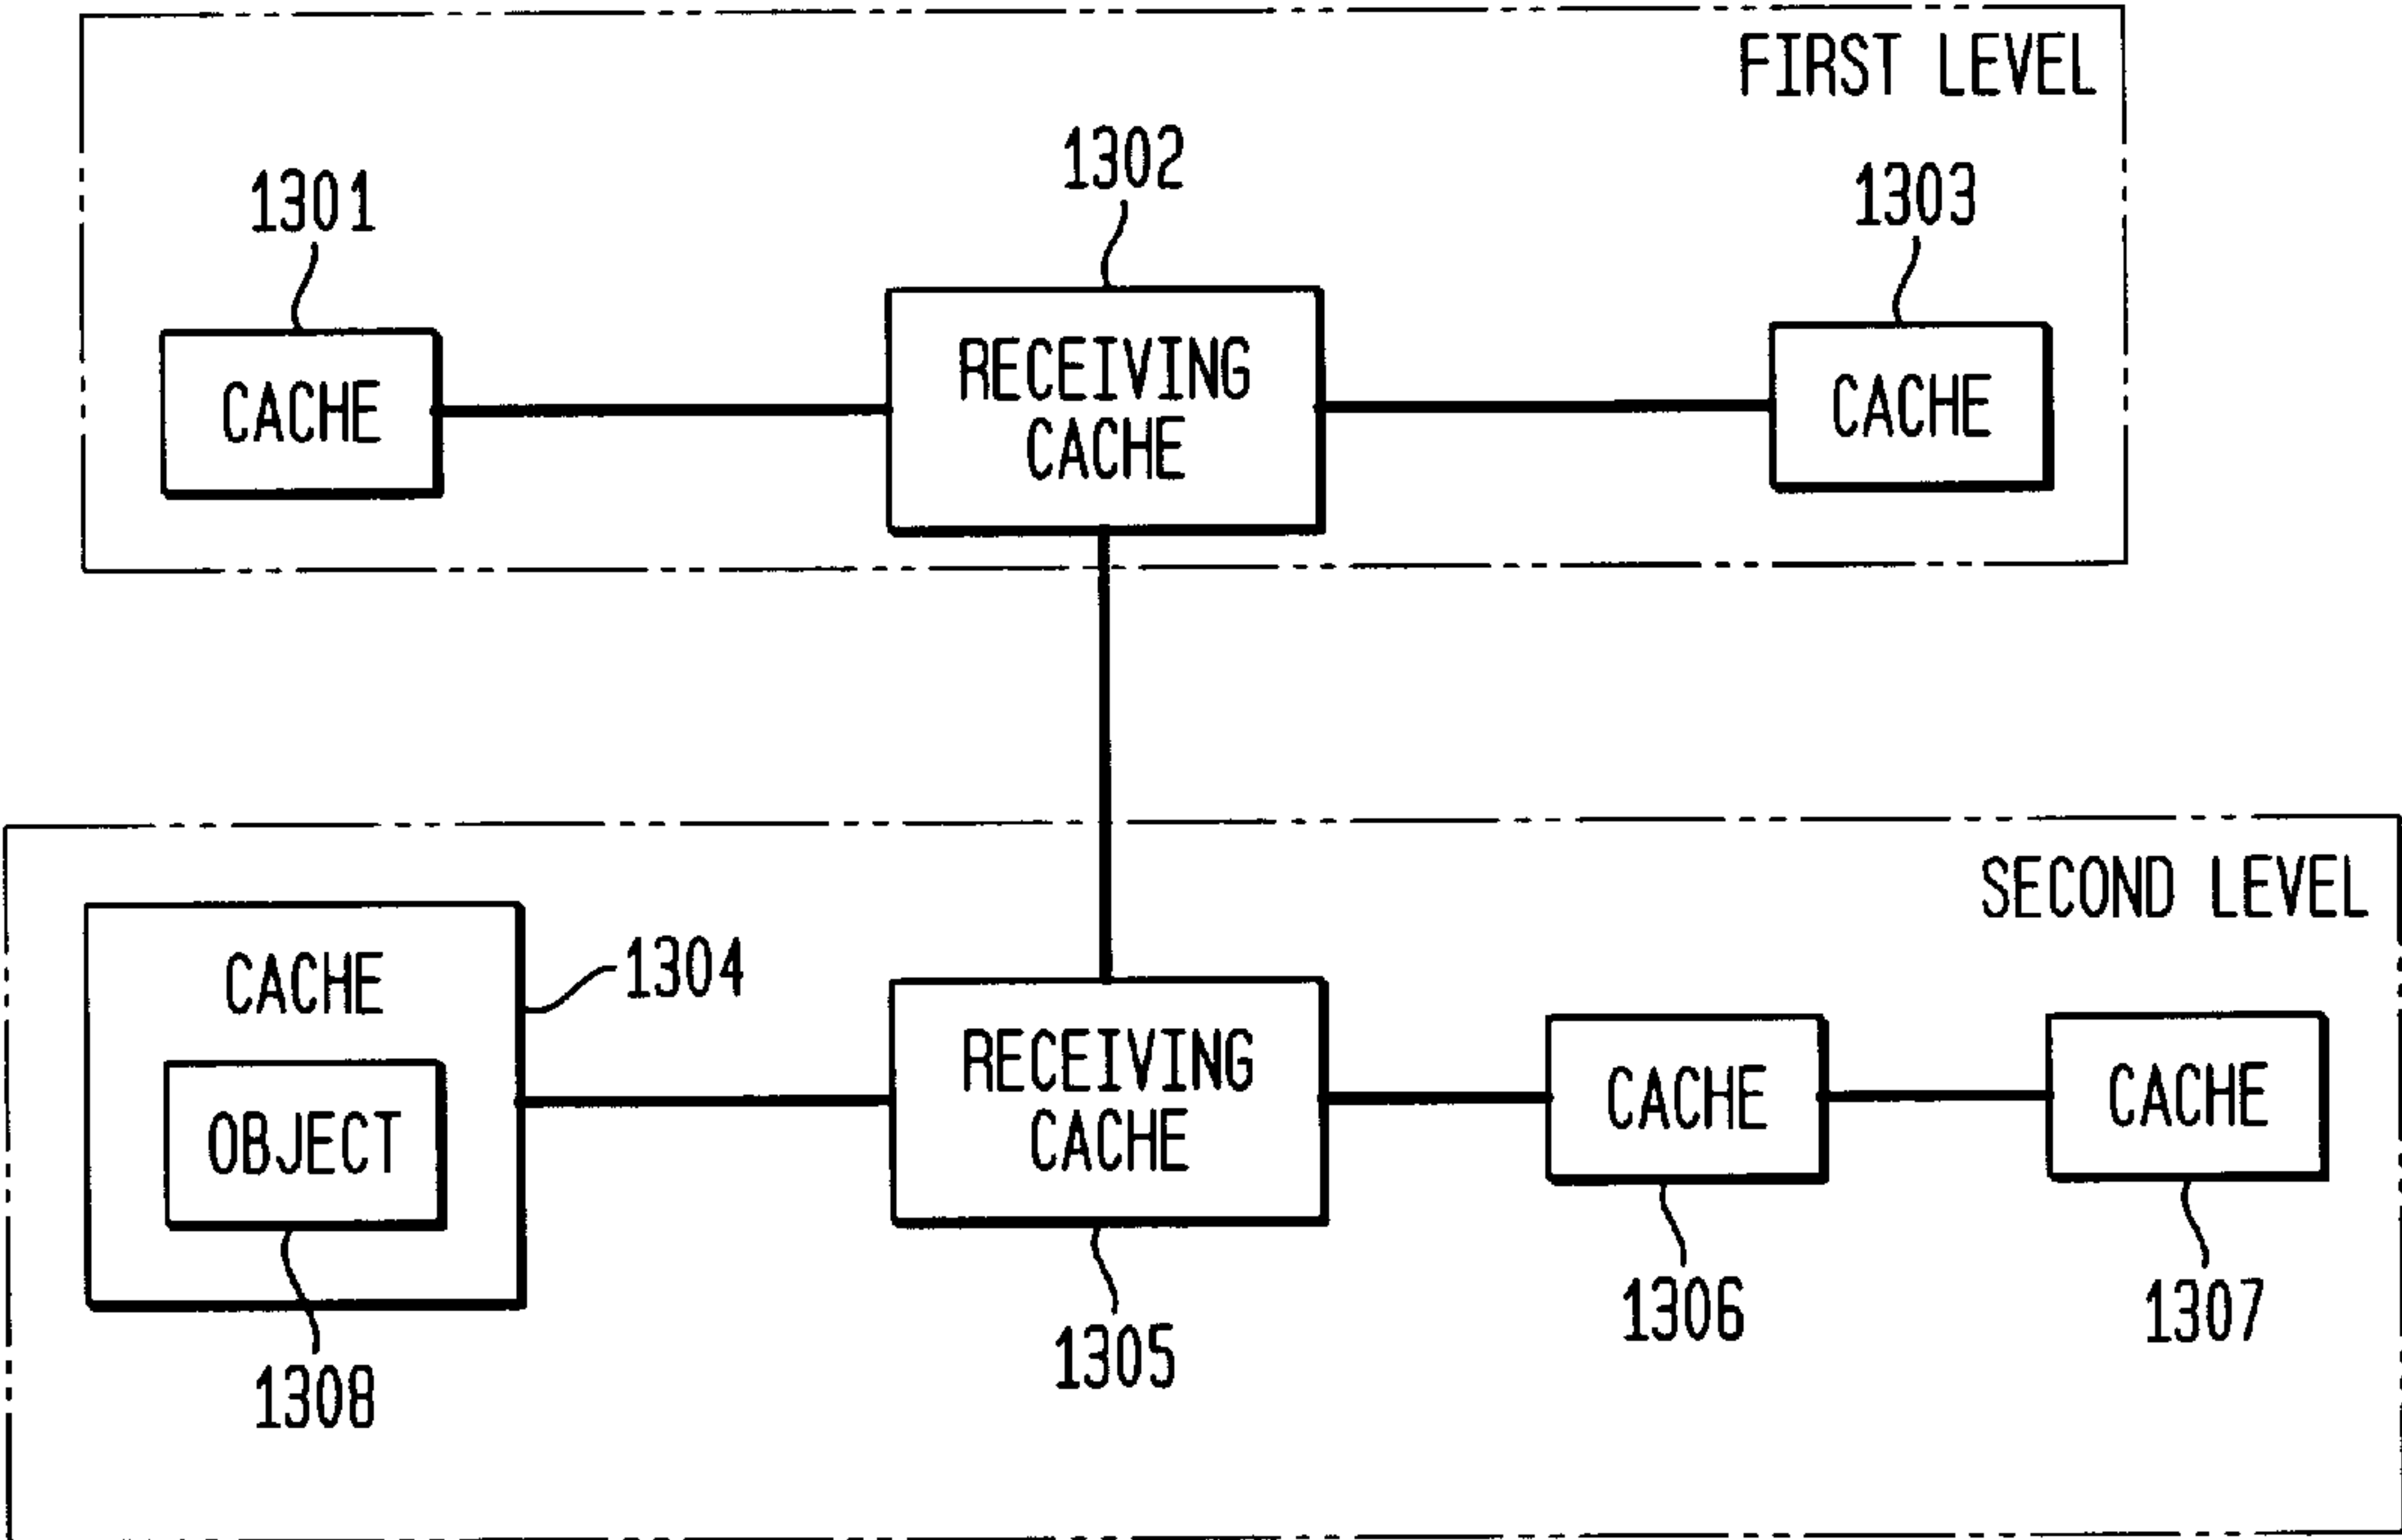 FIRST LEVEL
1301
1302
1303
CACHE
RECEIVING
CACHE
CACHE
SECOND LEVEL
CACHE
1304
OBJECT
RECEIVING
CACHE
CACHE
CACHE
1308
1305
1306
1307